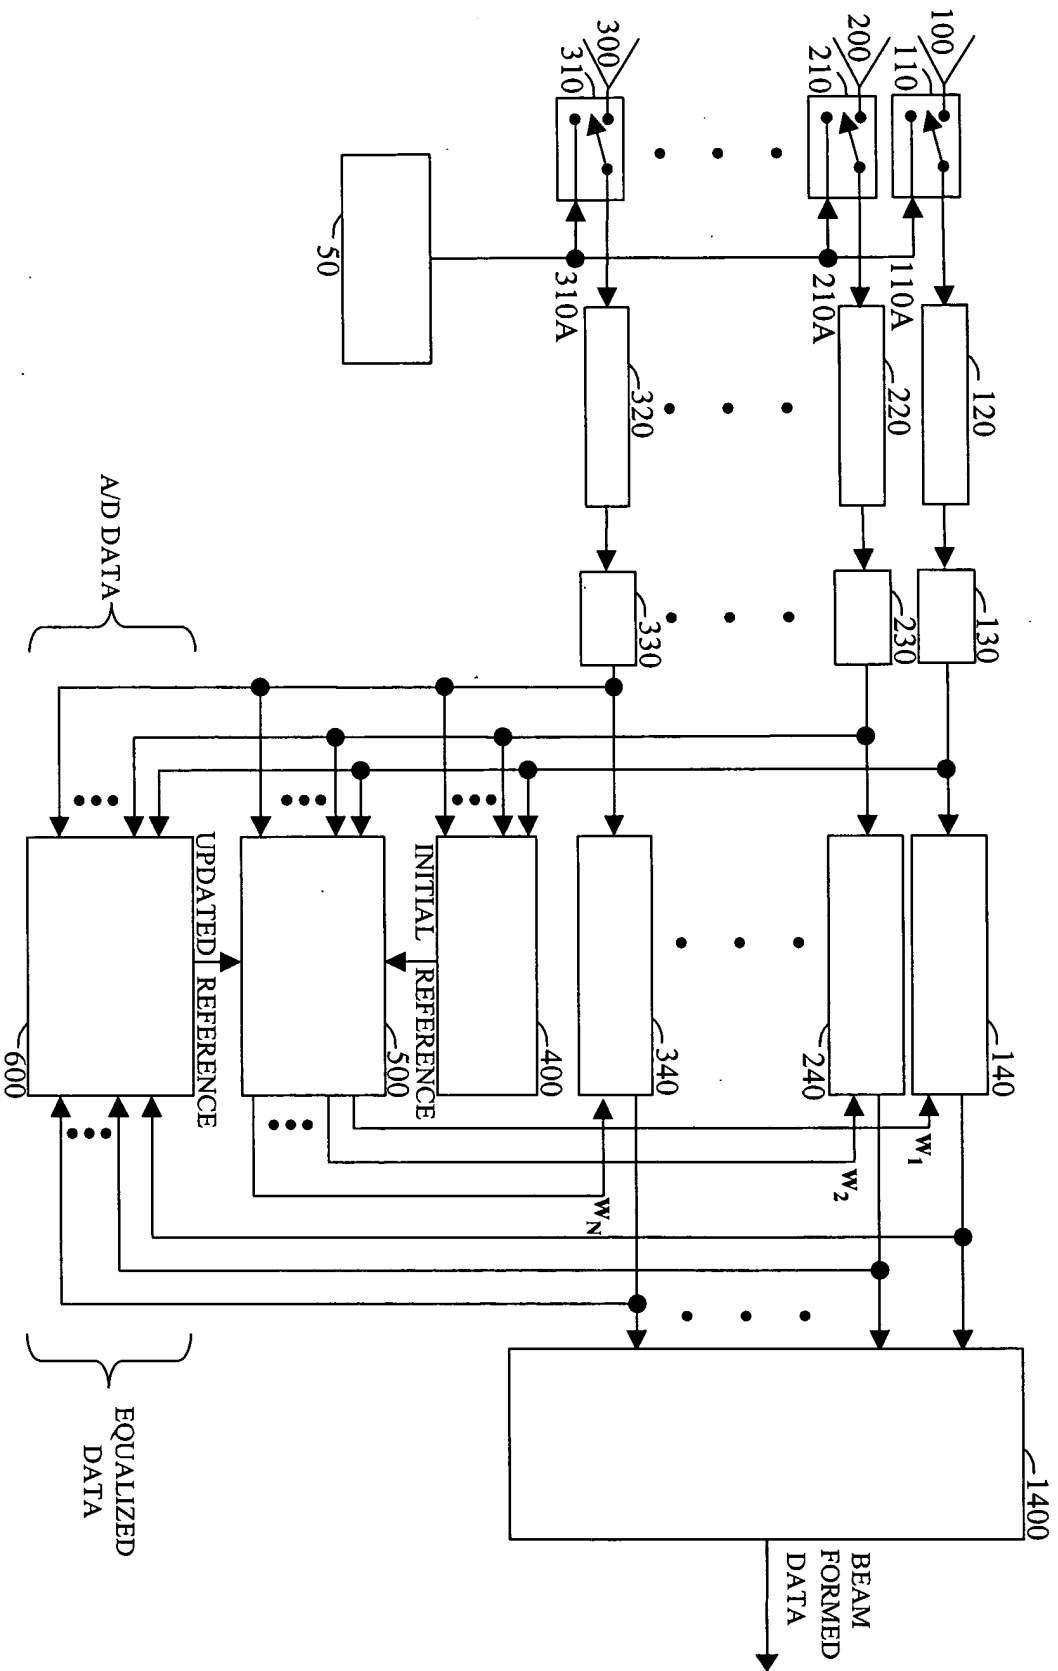 100
110
110A
120
130
140
W1
1400
200
210
210A
220
230
240
W2
300
310
310A
320
330
340
WN
50
400
INITIAL REFERENCE
500
UPDATED REFERENCE
600
A/D DATA
EQUALIZED
DATA
BEAM
FORMED
DATA